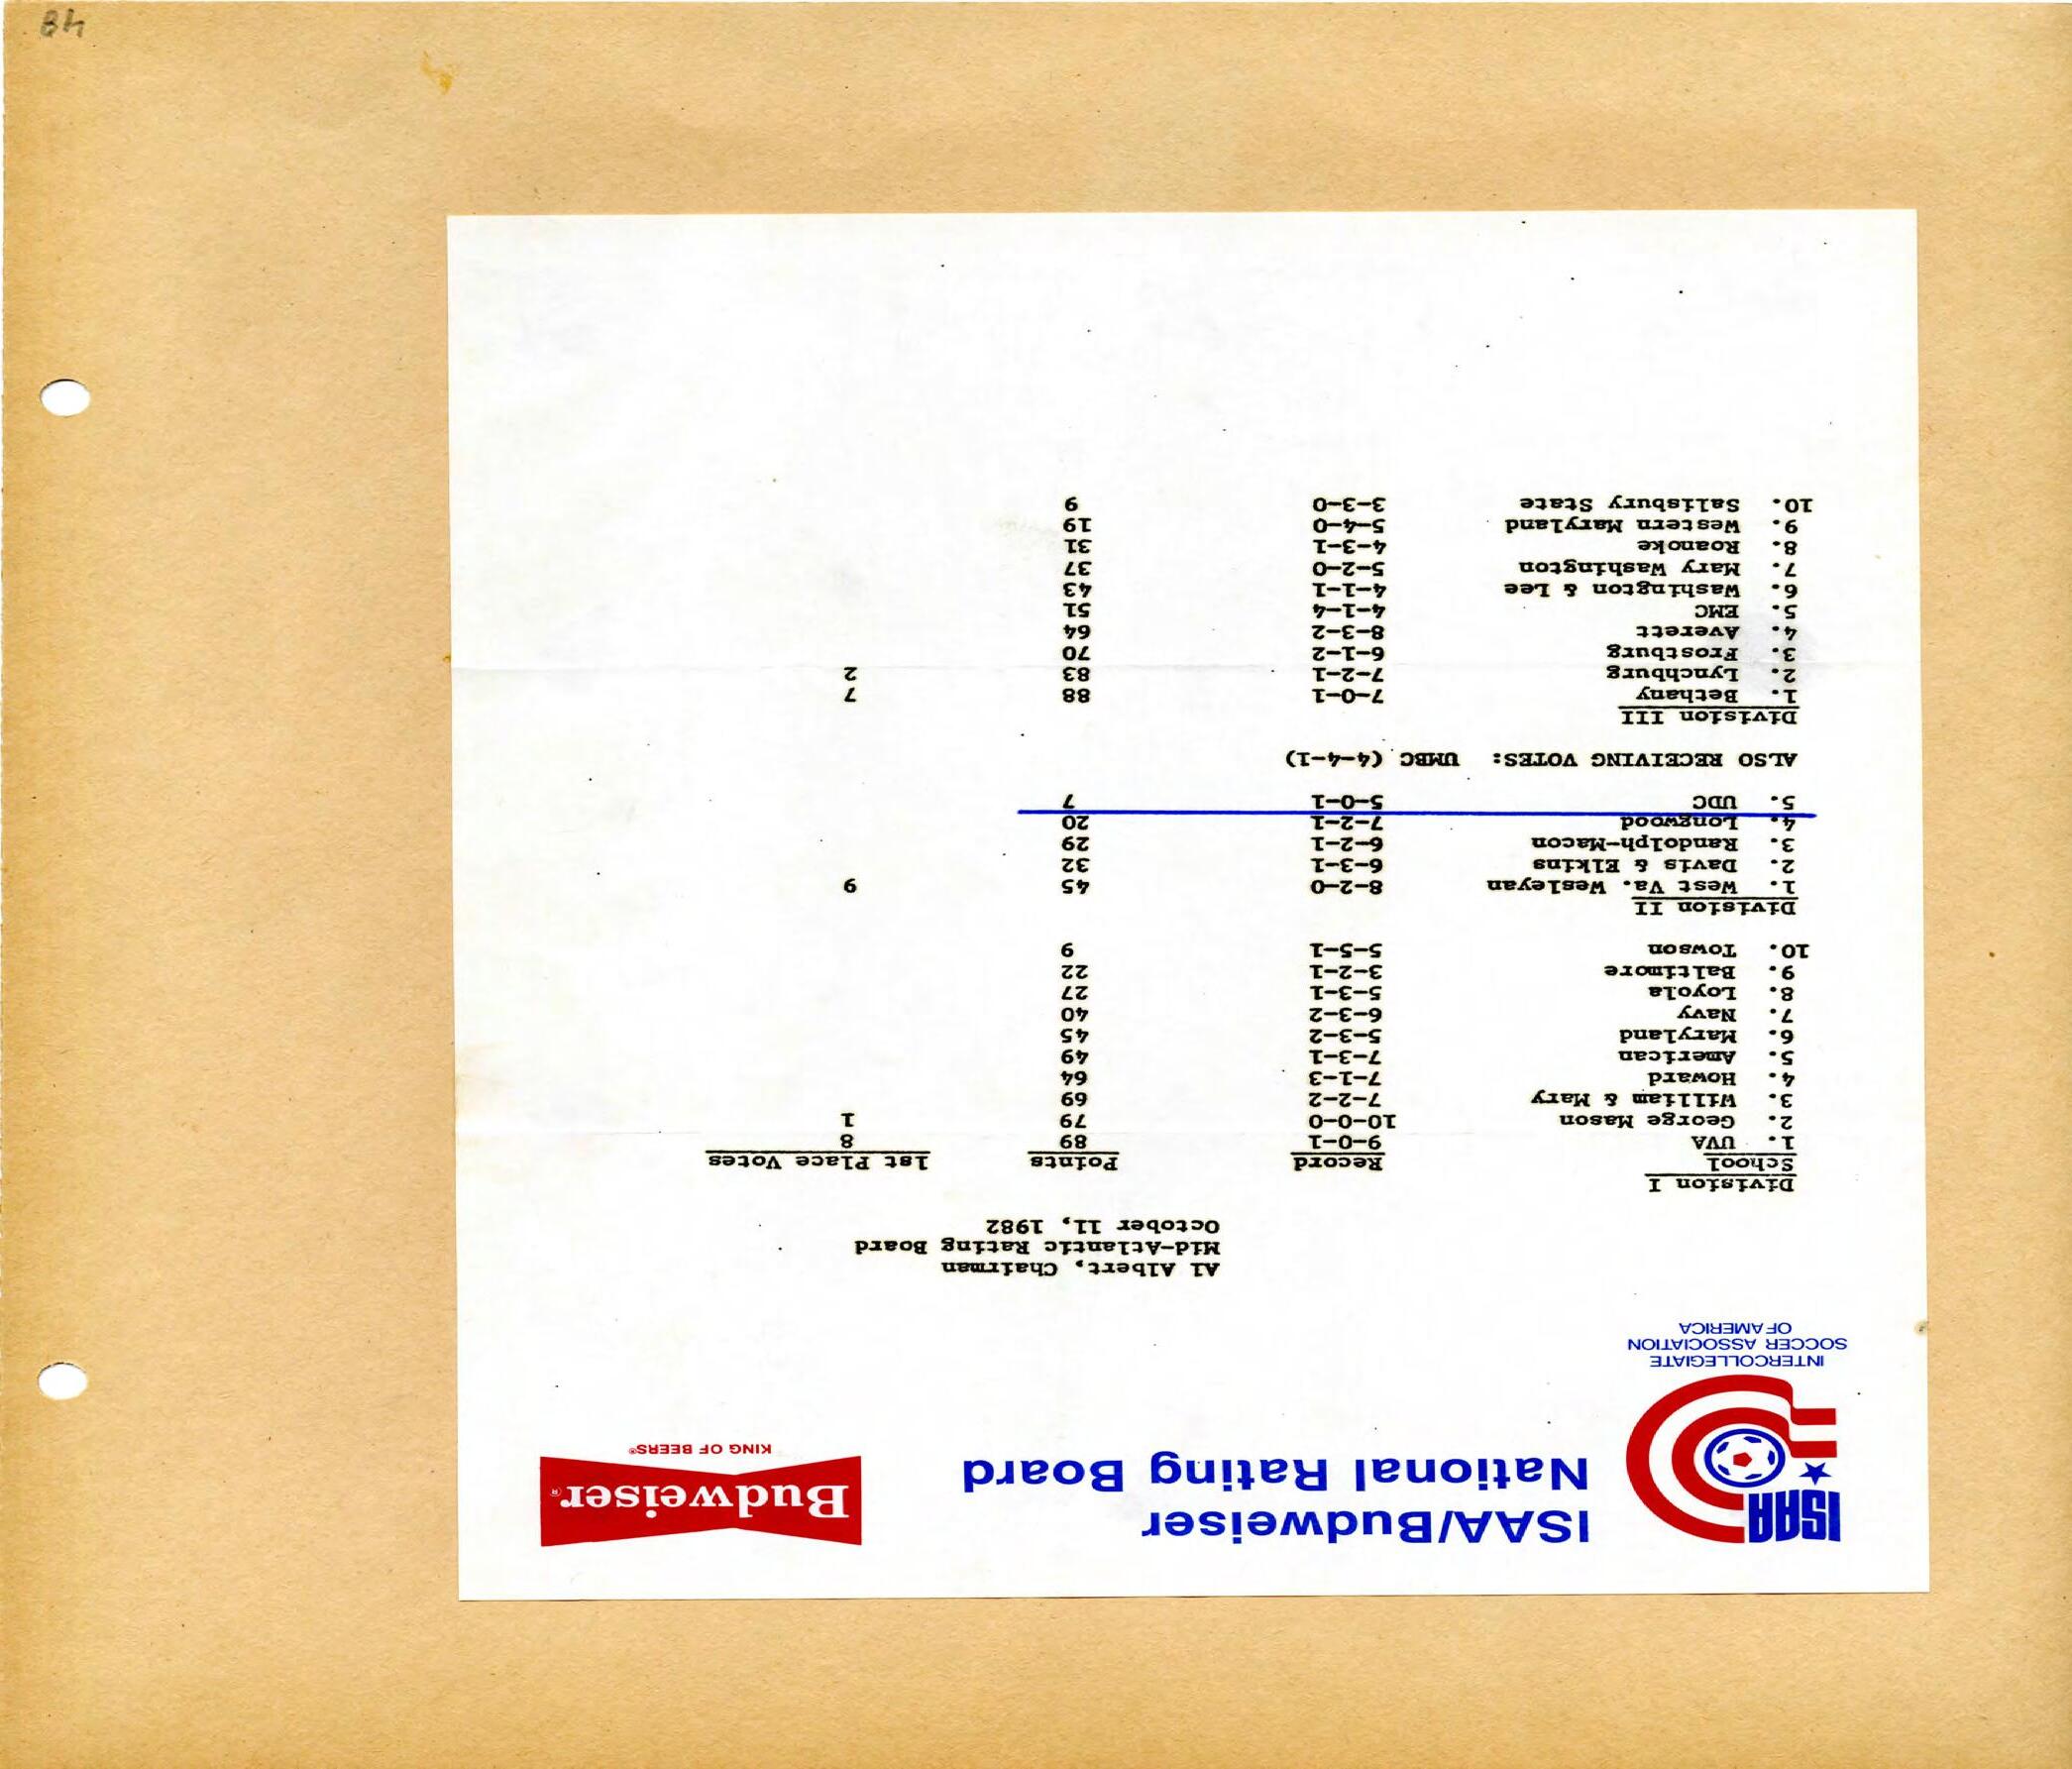 48
ISAA
ISAA/Budweiser
National Rating Board
Budweiser®
KING OF BEERS®
INTERCOLLEGIATE
SOCCER ASSOCIATION
OF AMERICA
Al Albert, Chairman
Mid-Atlantic Rating Board
October 11, 1982
Division I
School Record Points 1st Place Votes
1. UVA 9-0-1 89 8
2. George Mason 10-0-0 79 1
3. William & Mary 7-2-2 69
4. Howard 7-1-3 64
5. American 7-3-1 49
6. Maryland 5-3-2 45
7. Navy 6-3-2 40
8. Loyola 5-3-1 27
9. Baltimore 3-2-1 22
10. Towson 5-5-1 9
Division II
1. West Va. Wesleyan 8-2-0 45 9
2. Davis & Elkins 6-3-1 32
3. Randolph-Macon 6-2-1 29
4. Longwood 7-2-1 20
5. UDC 5-0-1 7
ALSO RECEIVING VOTES: UMBC (4-4-1)
Division III
1. Bethany 7-0-1 88 7
2. Lynchburg 7-2-1 83 2
3. Frostburg 6-1-2 70
4. Averett 8-3-2 64
5. EMC 4-1-4 51
6. Washington & Lee 4-1-1 43
7. Mary Washington 5-2-0 37
8. Roanoke 4-3-1 31
9. Western Maryland 5-4-0 19
10. Salisbury State 3-3-0 9